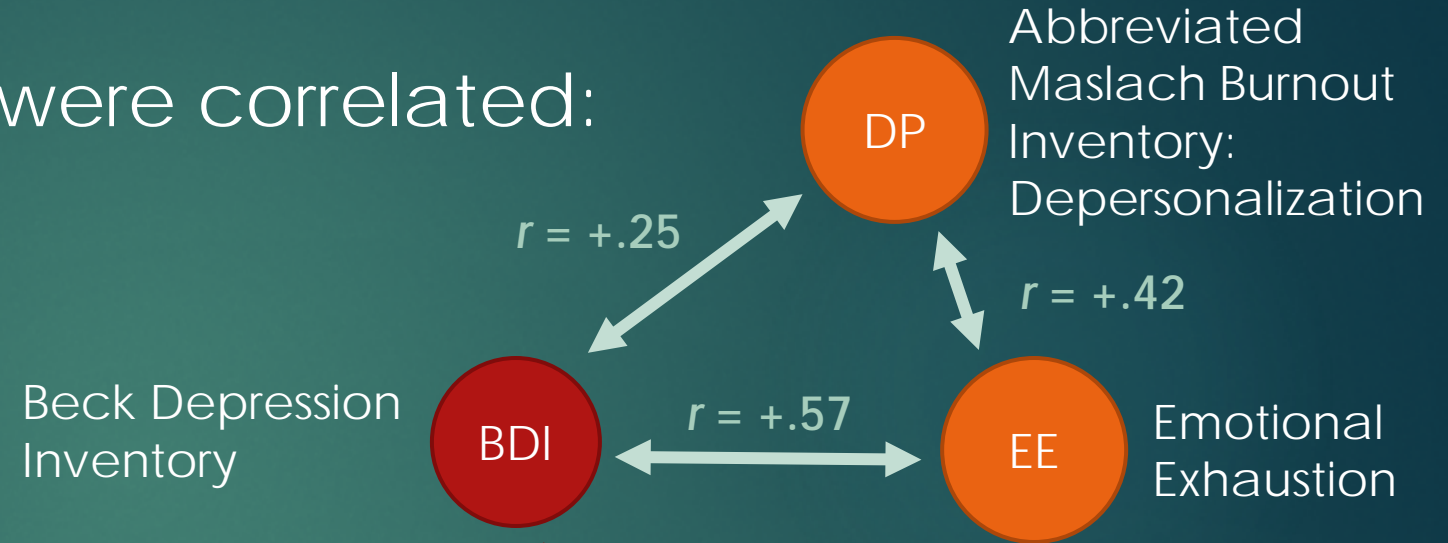 were correlated:
DP
Abbreviated
Maslach Burnout
Inventory:
Depersonalization
r = +.25
r = +.42
Beck Depression
Inventory
BDI
r = +.57
EE
Emotional
Exhaustion